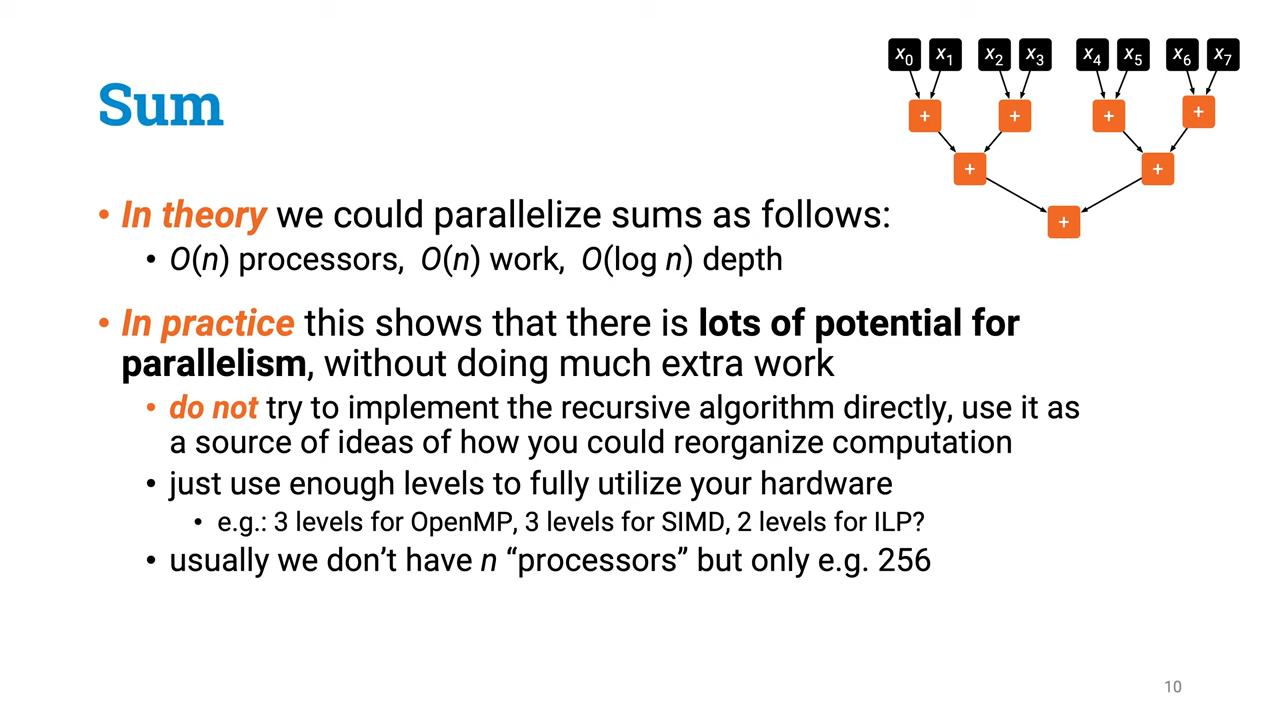 x0 x1 x2 x3 x4 x5 x6 x7
+ + + +
+ +
+
Sum
• In theory we could parallelize sums as follows:
• O(n) processors, O(n) work, O(log n) depth
• In practice this shows that there is lots of potential for
parallelism, without doing much extra work
• do not try to implement the recursive algorithm directly, use it as
a source of ideas of how you could reorganize computation
• just use enough levels to fully utilize your hardware
• e.g.: 3 levels for OpenMP, 3 levels for SIMD, 2 levels for ILP?
• usually we don’t have n “processors” but only e.g. 256
10